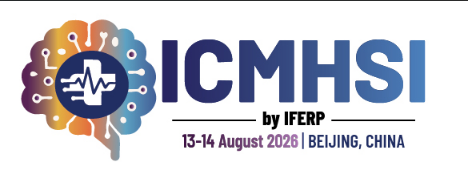 ICMHSI
by IFERP
13-14 August 2026 | BEIJING, CHINA